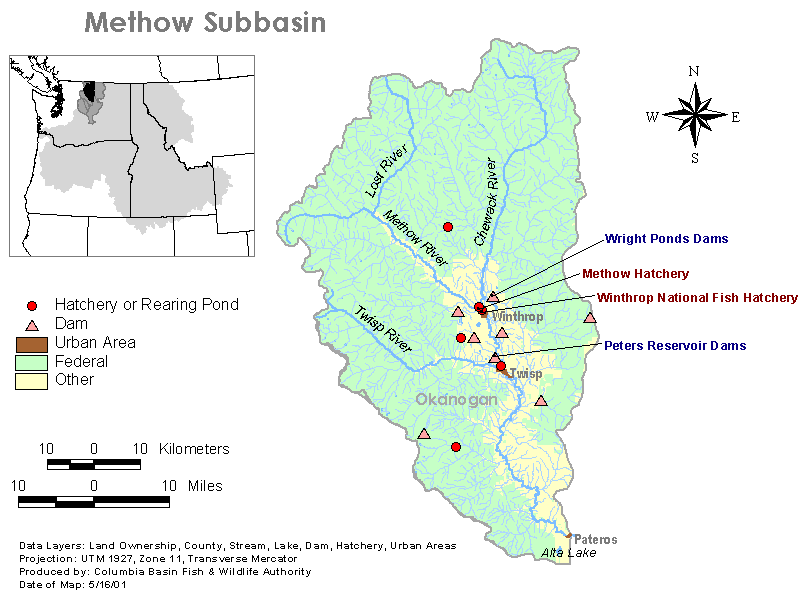 Methow Subbasin
N
W E
S
Lost River
Chewack River
Methow River
Wright Ponds Dams
Methow Hatchery
Winthrop National Fish Hatchery
Winthrop
Twisp River
Peters Reservoir Dams
Twisp
Okanogan
Pateros
Alta Lake
Hatchery or Rearing Pond
Dam
Urban Area
Federal
Other
10 0 10 Kilometers
10 0 10 Miles
Data Layers: Land Ownership, County, Stream, Lake, Dam, Hatchery, Urban Areas
Projection: UTM 1927, Zone 11, Transverse Mercator
Produced by: Columbia Basin Fish & Wildlife Authority
Date of Map: 5/16/01